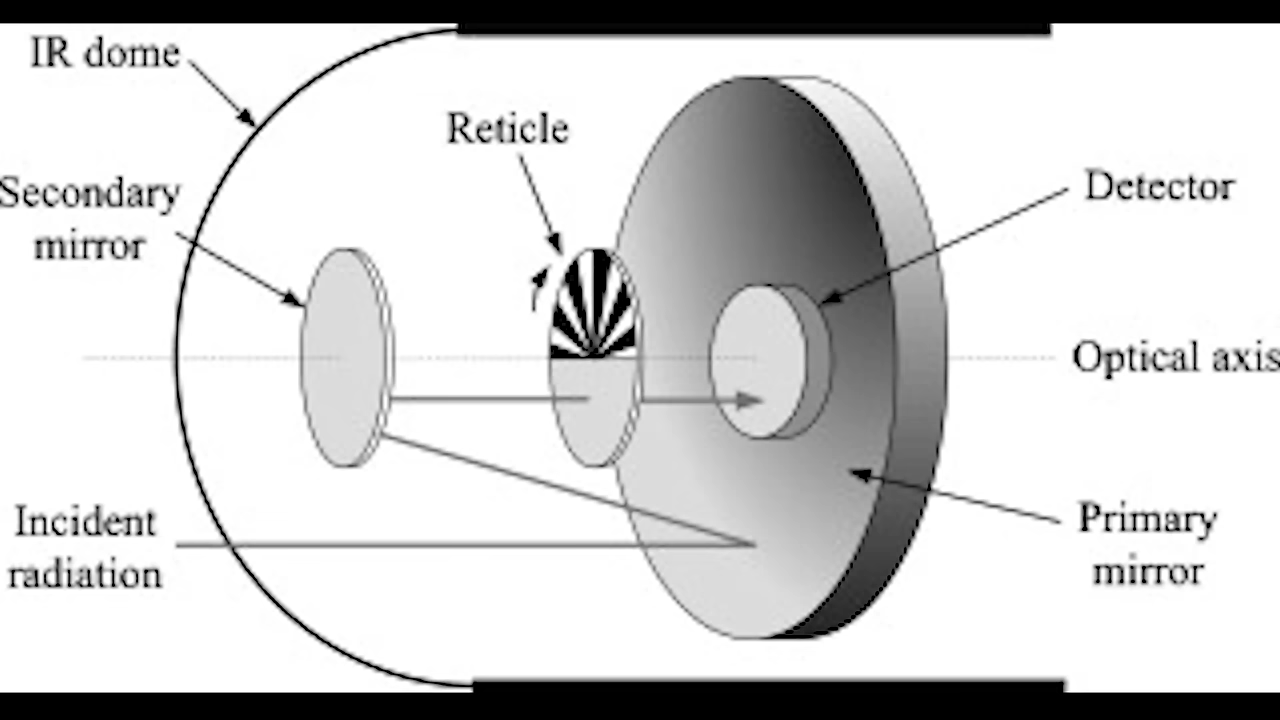 IR dome
Reticle
Secondary
mirror
Detector
Optical axis
Incident
radiation
Primary
mirror